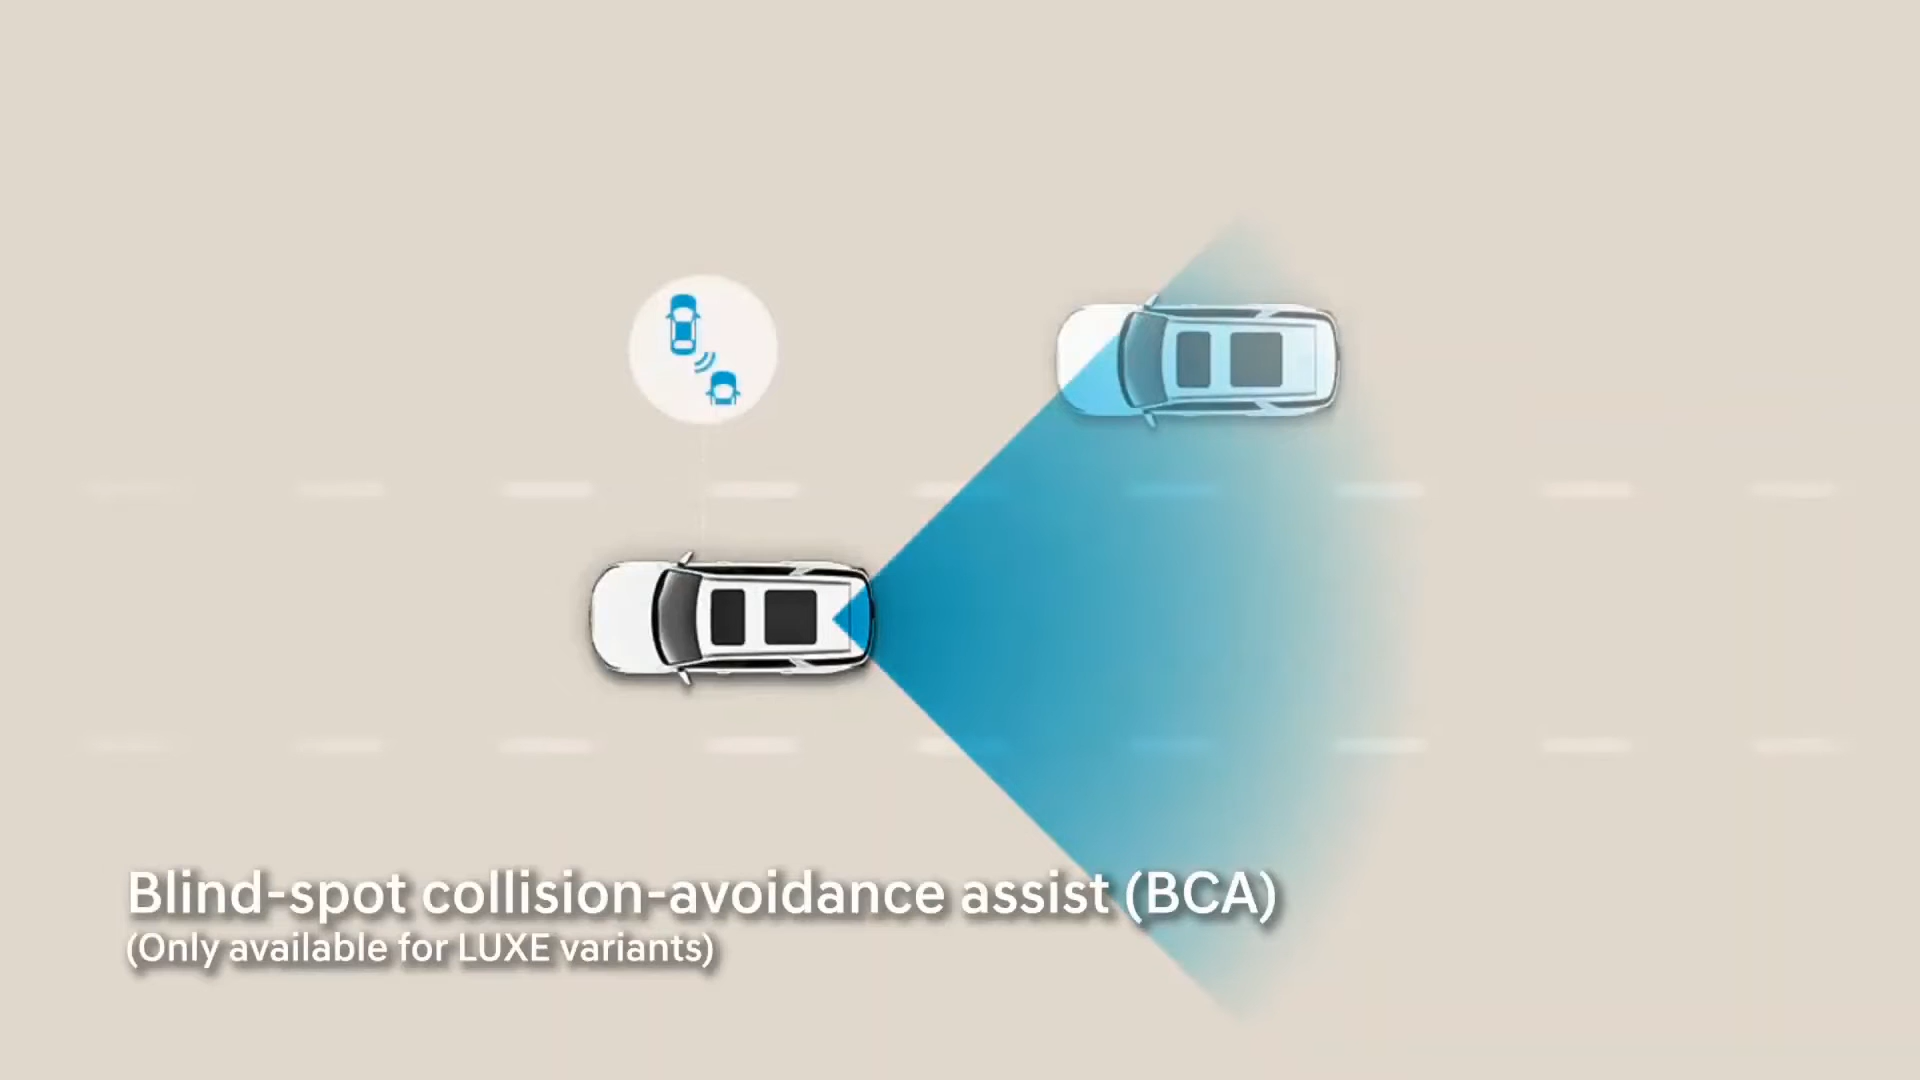 Blind-spot collision-avoidance assist (BCA)
(Only available for LUXE variants)